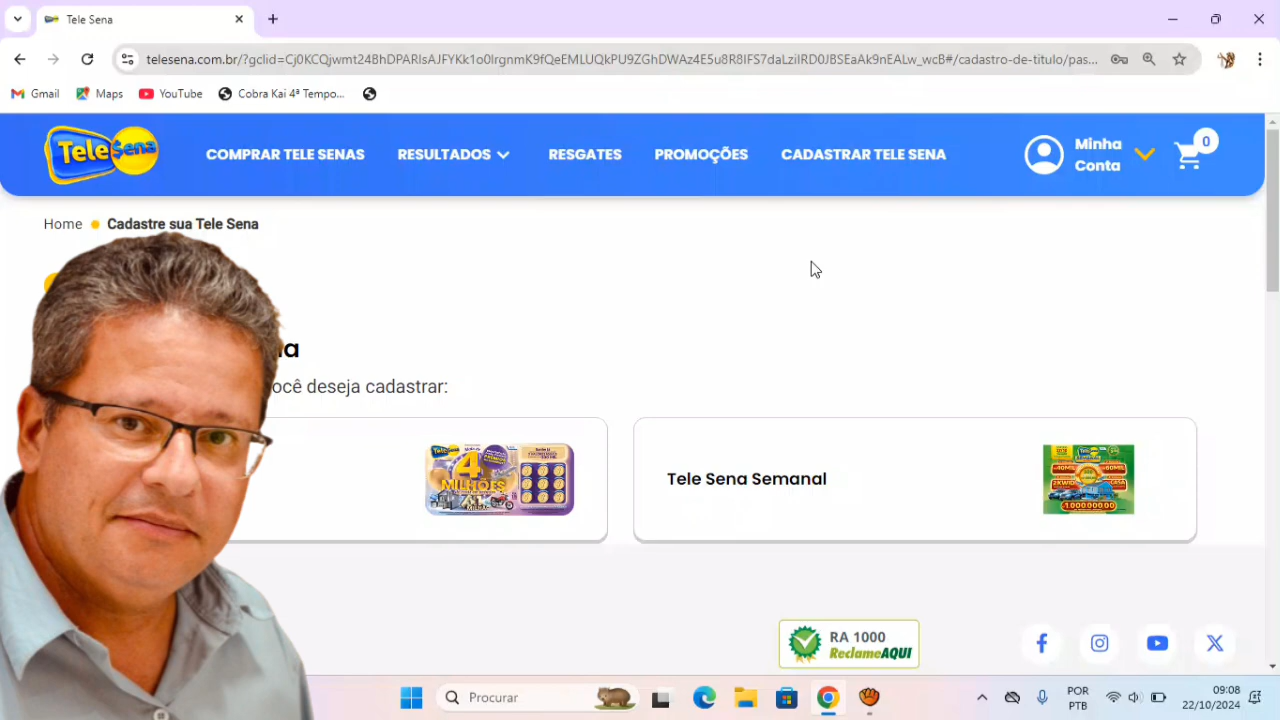 Tele Sena
telesena.com.br/?gclid=Cj0KCQjwmt24BhDPARIsAJFYKk1o0IrgnmK9fQeEMLUQkPU9ZGhDWAz4E5u8R8IFS7daLziIRD0JBSEaAk9nEALw_wcB#/cadastro-de-titulo/pas...
Gmail Maps YouTube Cobra Kai 4ª Tempo...
Tele Sena COMPRAR TELE SENAS RESULTADOS RESGATES PROMOÇÕES CADASTRAR TELE SENA Minha Conta 0
Home Cadastre sua Tele Sena
ocê deseja cadastrar:
4 MILHÕES
Tele Sena Semanal
1.000.000,00
RA 1000
ReclameAQUI
Procurar
POR
PTB
09:08
22/10/2024